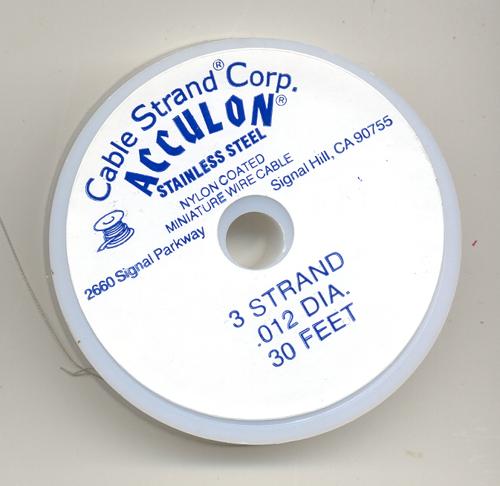 Cable Strand® Corp.
ACCULON®
STAINLESS STEEL
NYLON COATED
MINIATURE WIRE CABLE
2660 Signal Parkway Signal Hill, CA 90755
3 STRAND
.012 DIA.
30 FEET